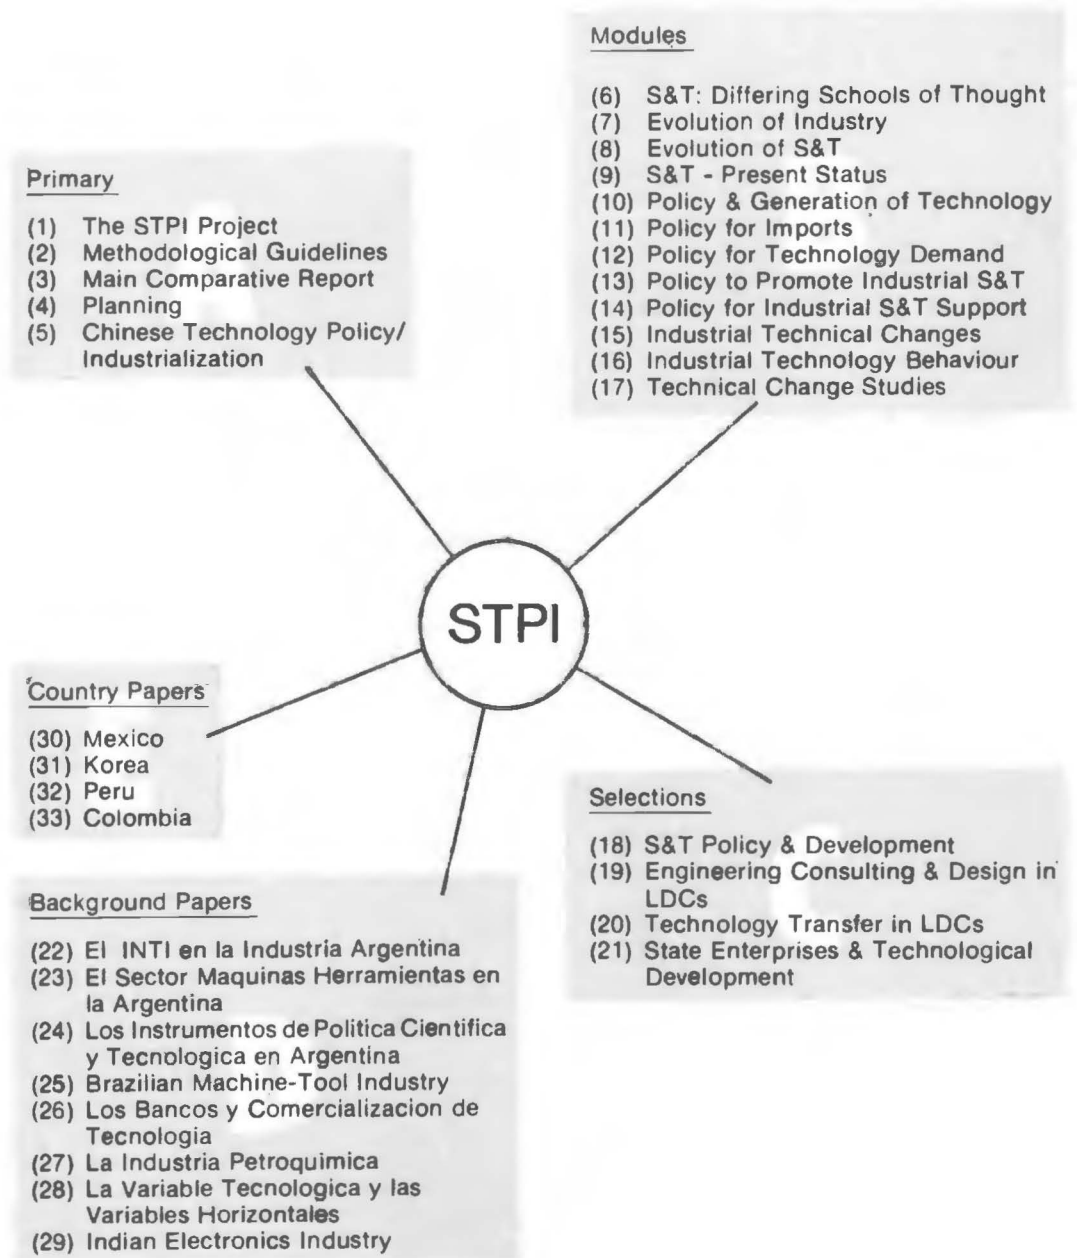 Primary
(1) The STPI Project
(2) Methodological Guidelines
(3) Main Comparative Report
(4) Planning
(5) Chinese Technology Policy/
Industrialization
Modules
(6) S&T: Differing Schools of Thought
(7) Evolution of Industry
(8) Evolution of S&T
(9) S&T - Present Status
(10) Policy & Generation of Technology
(11) Policy for Imports
(12) Policy for Technology Demand
(13) Policy to Promote Industrial S&T
(14) Policy for Industrial S&T Support
(15) Industrial Technical Changes
(16) Industrial Technology Behaviour
(17) Technical Change Studies
STPI
Country Papers
(30) Mexico
(31) Korea
(32) Peru
(33) Colombia
Selections
(18) S&T Policy & Development
(19) Engineering Consulting & Design in
LDCs
(20) Technology Transfer in LDCs
(21) State Enterprises & Technological
Development
Background Papers
(22) El INTI en la Industria Argentina
(23) El Sector Maquinas Herramientas en
la Argentina
(24) Los Instrumentos de Politica Cientifica
y Tecnologica en Argentina
(25) Brazilian Machine-Tool Industry
(26) Los Bancos y Comercializacion de
Tecnologia
(27) La Industria Petroquimica
(28) La Variable Tecnologica y las
Variables Horizontales
(29) Indian Electronics Industry